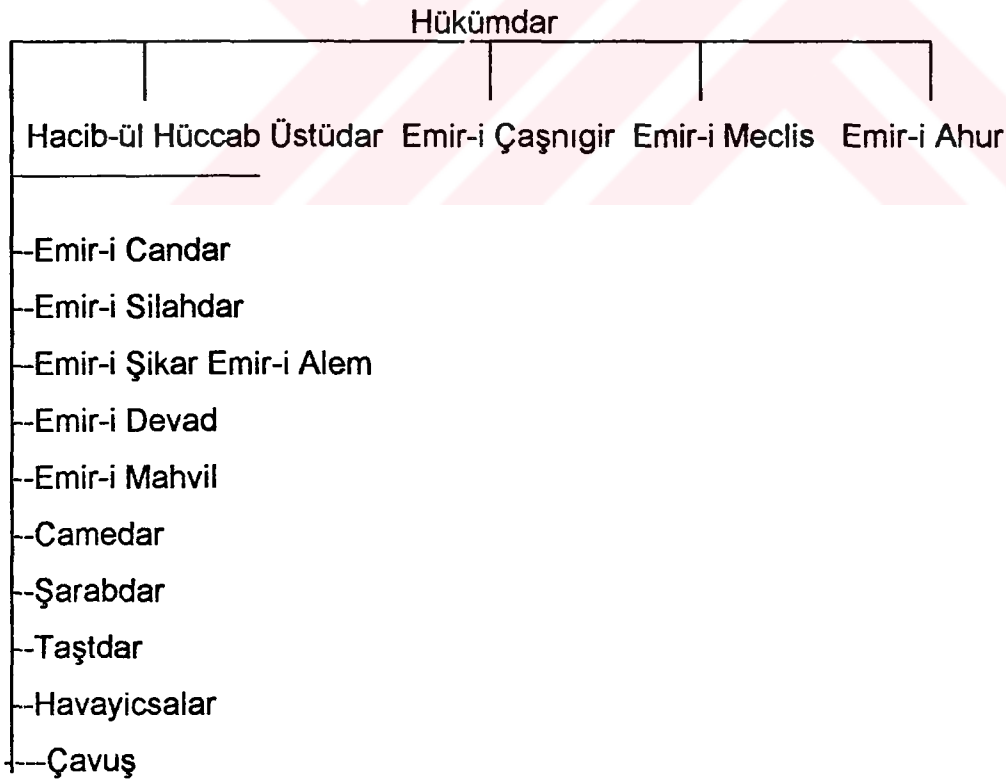 Hükümdar
Hacib-ül Hüccab Üstüdar Emir-i Çaşnıgir Emir-i Meclis Emir-i Ahur
--Emir-i Candar
--Emir-i Silahdar
--Emir-i Şikar Emir-i Alem
--Emir-i Devad
--Emir-i Mahvil
--Camedar
--Şarabdar
--Taştdar
--Havayicsalar
---Çavuş